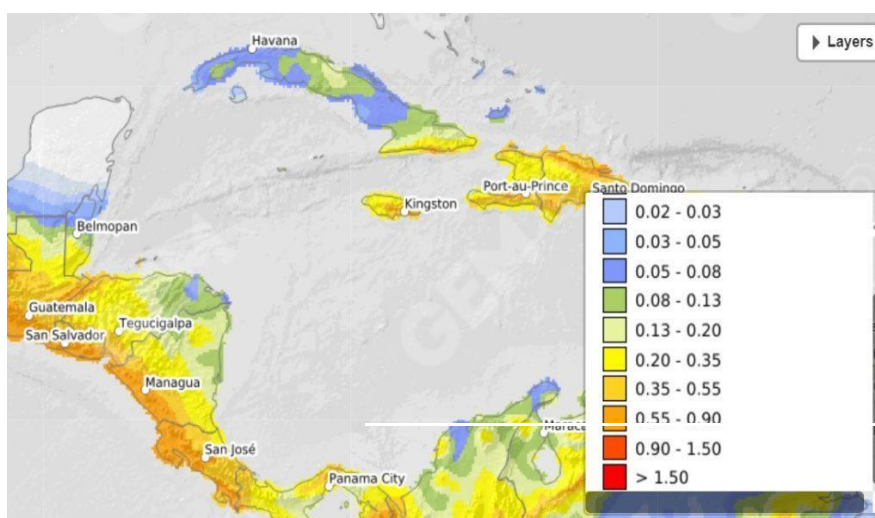 Havana
Layers
Port-au-Prince
Santo Domingo
Kingston
Belmopan
Guatemala
Tegucigalpa
San Salvador
Managua
San José
Panama City
0.02 - 0.03
0.03 - 0.05
0.05 - 0.08
0.08 - 0.13
0.13 - 0.20
0.20 - 0.35
0.35 - 0.55
0.55 - 0.90
0.90 - 1.50
> 1.50